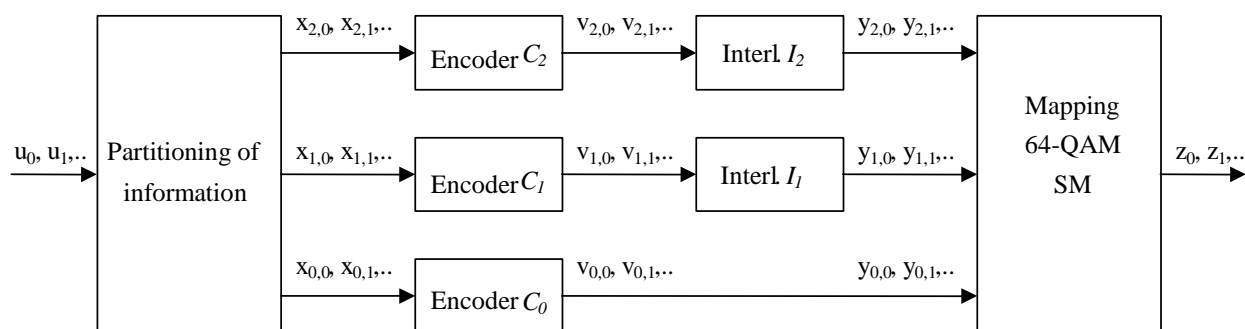 x2,0, x2,1,.. v2,0, v2,1,.. y2,0, y2,1,..
Encoder C2 Interl. I2
Mapping
64-QAM
SM
u0, u1,.. Partitioning of
information
x1,0, x1,1,.. v1,0, v1,1,.. y1,0, y1,1,.. z0, z1,..
Encoder C1 Interl. I1
x0,0, x0,1,.. v0,0, v0,1,.. y0,0, y0,1,..
Encoder C0